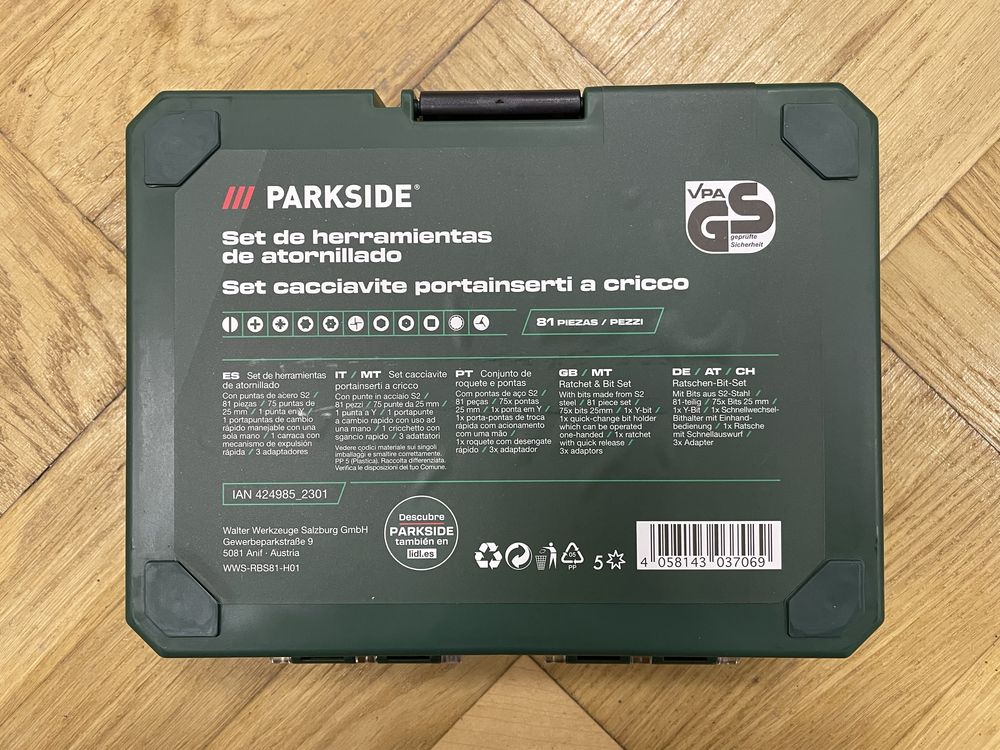 /// PARKSIDE®
VPA
GS
geprüfte
Sicherheit
Set de herramientas
de atornillado
Set cacciavite portainserti a cricco
81 PIEZAS / PEZZI
ES Set de herramientas
de atornillado
Con puntas de acero S2 /
81 piezas / 75 puntas de
25 mm / 1 punta en Y /
1 portapuntas de cambio
rápido manejable con una
sola mano / 1 carraca con
mecanismo de expulsión
rápida / 3 adaptadores
IT / MT Set cacciavite
portainserti a cricco
Con punte in acciaio S2 /
81 pezzi / 75 punte da 25 mm /
1 punta a Y / 1 portapunte
a cambio rapido con uso ad
una mano / 1 cricchetto con
sgancio rapido / 3 adattatori
Vedere codici materiale sui singoli
imballaggi e smaltire correttamente.
PP 5 (Plastica). Raccolta differenziata.
Verifica le disposizioni del tuo Comune.
PT Conjunto de
roquete e pontas
Com pontas de aço S2 /
81 peças / 75x pontas
25 mm / 1x ponta em Y /
1x porta-pontas de troca
rápida com acionamento
com uma mão /
1x roquete com desengate
rápido / 3x adaptador
GB / MT
Ratchet & Bit Set
With bits made from S2
steel / 81 piece set /
75x bits 25mm / 1x Y-bit /
1x quick-change bit holder
which can be operated
one-handed / 1x ratchet
with quick release /
3x adaptors
DE / AT / CH
Ratschen-Bit-Set
Mit Bits aus S2-Stahl /
81-teilig / 75x Bits 25 mm /
1x Y-Bit / 1x Schnellwechsel-
Bithalter mit Einhand-
bedienung / 1x Ratsche
mit Schnellauswurf /
3x Adapter
IAN 424985_2301
Walter Werkzeuge Salzburg GmbH
Gewerbeparkstraße 9
5081 Anif · Austria
WWS-RBS81-H01
Descubre
PARKSIDE
también en
lidl.es
05
PP
5
4 058143 037069